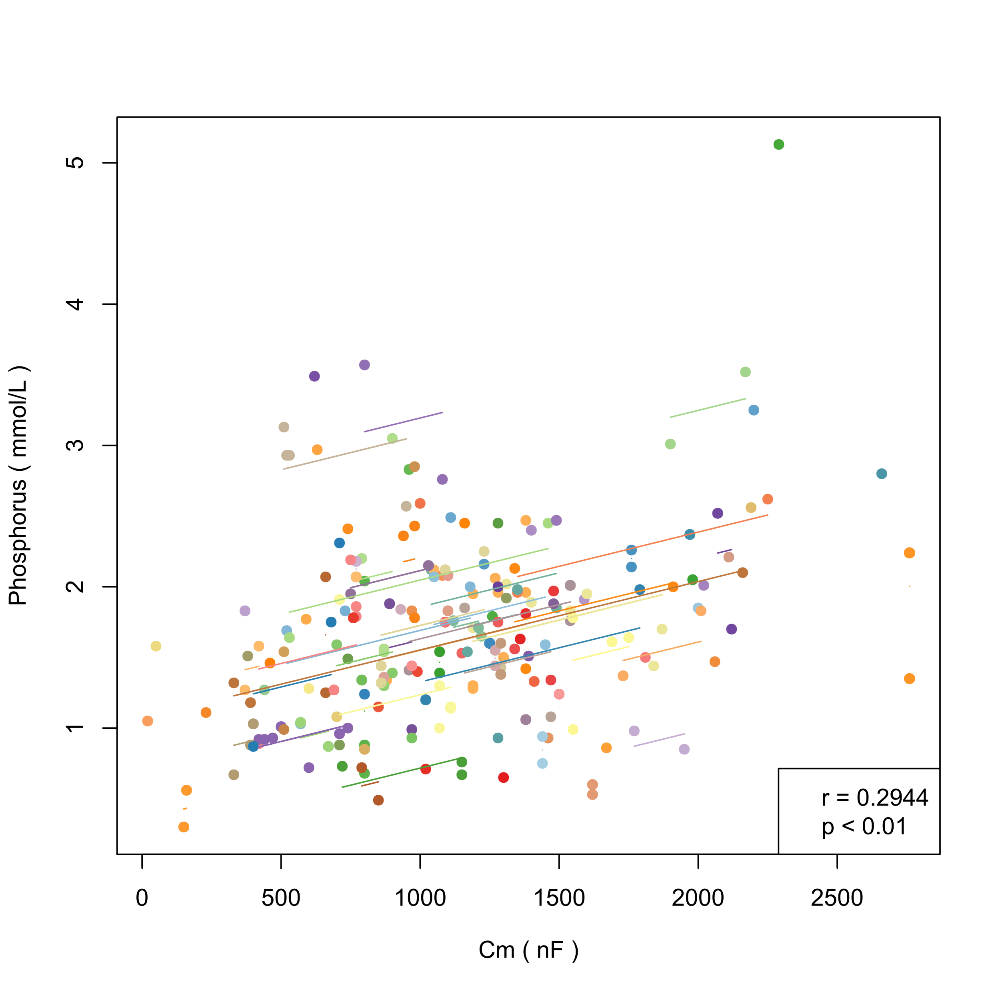 5
4
3
2
1
Phosphorus ( mmol/L )
r = 0.2944
p < 0.01
0 500 1000 1500 2000 2500
Cm ( nF )